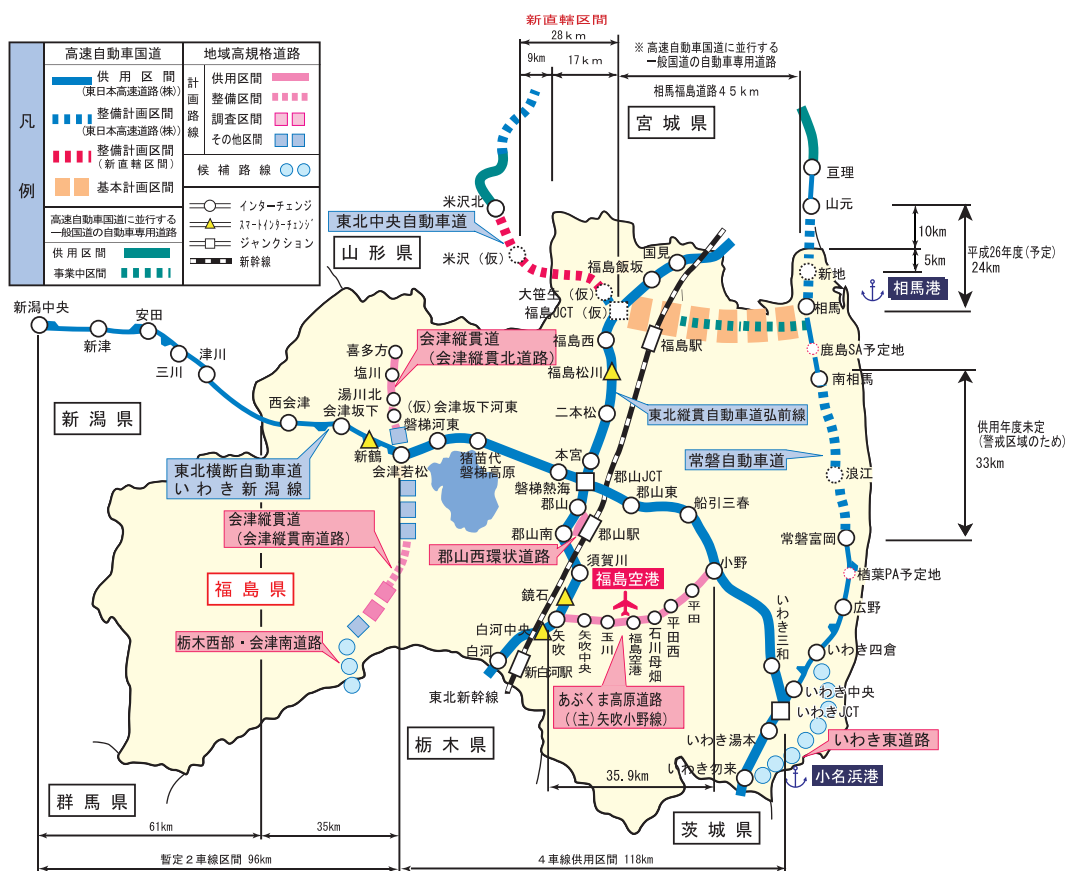 新直轄区間
28km
9km
17km
※ 高速自動車国道に並行する
一般国道の自動車専用道路
相馬福島道路45km
凡
例
高速自動車国道
供用区間
(東日本高速道路(株))
整備計画区間
(東日本高速道路(株))
整備計画区間
(新直轄区間)
基本計画区間
高速自動車国道に並行する
一般国道の自動車専用道路
供用区間
事業中区間
地域高規格道路
計画路線
供用区間
整備区間
調査区間
その他区間
候補路線
インターチェンジ
スマートインターチェンジ
ジャンクション
新幹線
宮城県
山形県
新潟県
福島県
群馬県
栃木県
茨城県
米沢北
東北中央自動車道
米沢(仮)
大笹生(仮)
福島JCT(仮)
福島飯坂
国見
福島西
福島駅
福島松川
二本松
本宮
東北縦貫自動車道弘前線
亘理
山元
新地
相馬港
相馬
鹿島SA予定地
南相馬
常磐自動車道
浪江
常磐富岡
楢葉PA予定地
広野
いわき四倉
いわき中央
いわきJCT
いわき三和
いわき湯本
いわき勿来
いわき東道路
小名浜港
10km
5km
平成26年度(予定)
24km
供用年度未定
(警戒区域のため)
33km
新潟中央
新津
安田
三川
津川
西会津
会津坂下
新鶴
会津若松
磐梯河東
猪苗代
磐梯高原
磐梯熱海
郡山JCT
郡山東
船引三春
小野
東北横断自動車道
いわき新潟線
喜多方
塩川
湯川北
(仮)会津坂下河東
会津縦貫道
(会津縦貫北道路)
会津縦貫道
(会津縦貫南道路)
栃木西部・会津南道路
郡山
郡山南
郡山駅
郡山西環状道路
須賀川
鏡石
福島空港
白河中央
白河
新白河駅
東北新幹線
矢吹
矢吹中央
玉川
福島空港
石川母畑
平田西
平田
あぶくま高原道路
((主)矢吹小野線)
35.9km
61km
35km
暫定2車線区間 96km
4車線供用区間 118km